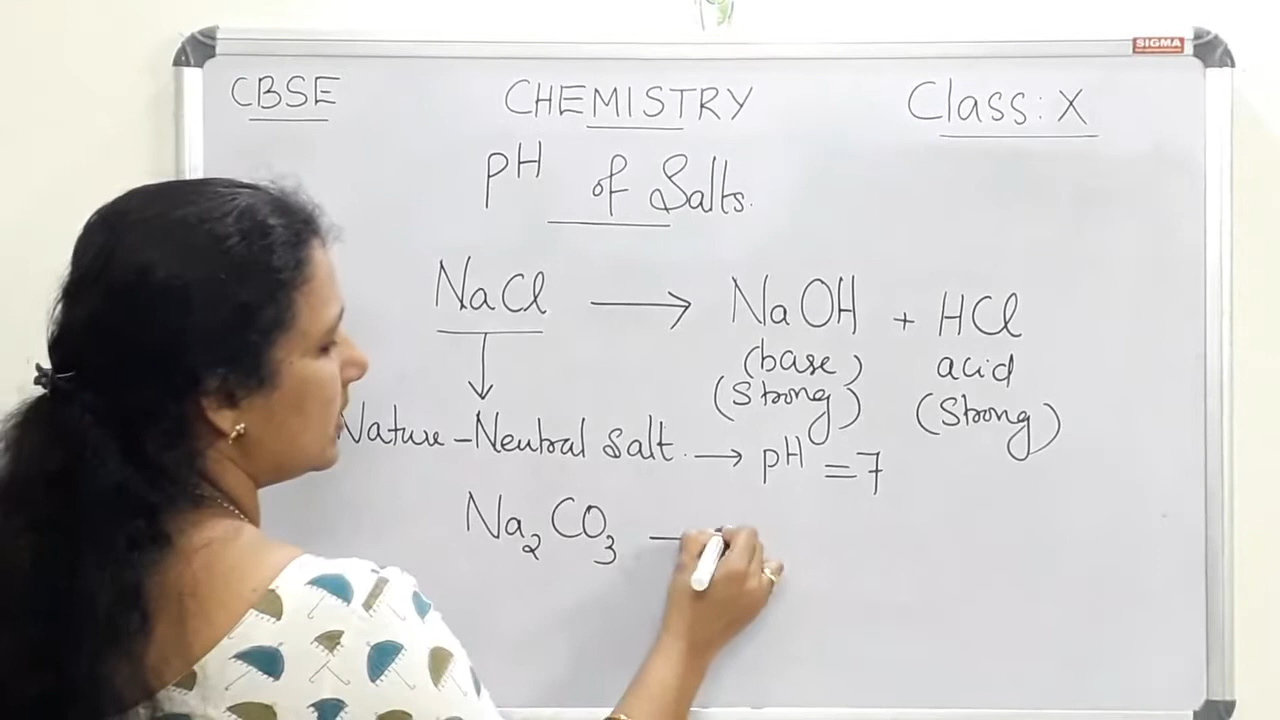 SIGMA
CBSE CHEMISTRY Class: X
pH of Salts.
NaCl → NaOH + HCl
(base) acid
(Strong) (Strong)
Nature - Neutral salt. → pH = 7
Na₂CO₃ —